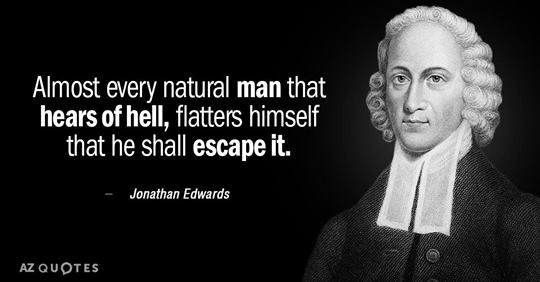 Almost every natural man that
hears of hell, flatters himself
that he shall escape it.
– Jonathan Edwards
AZ QUOTES